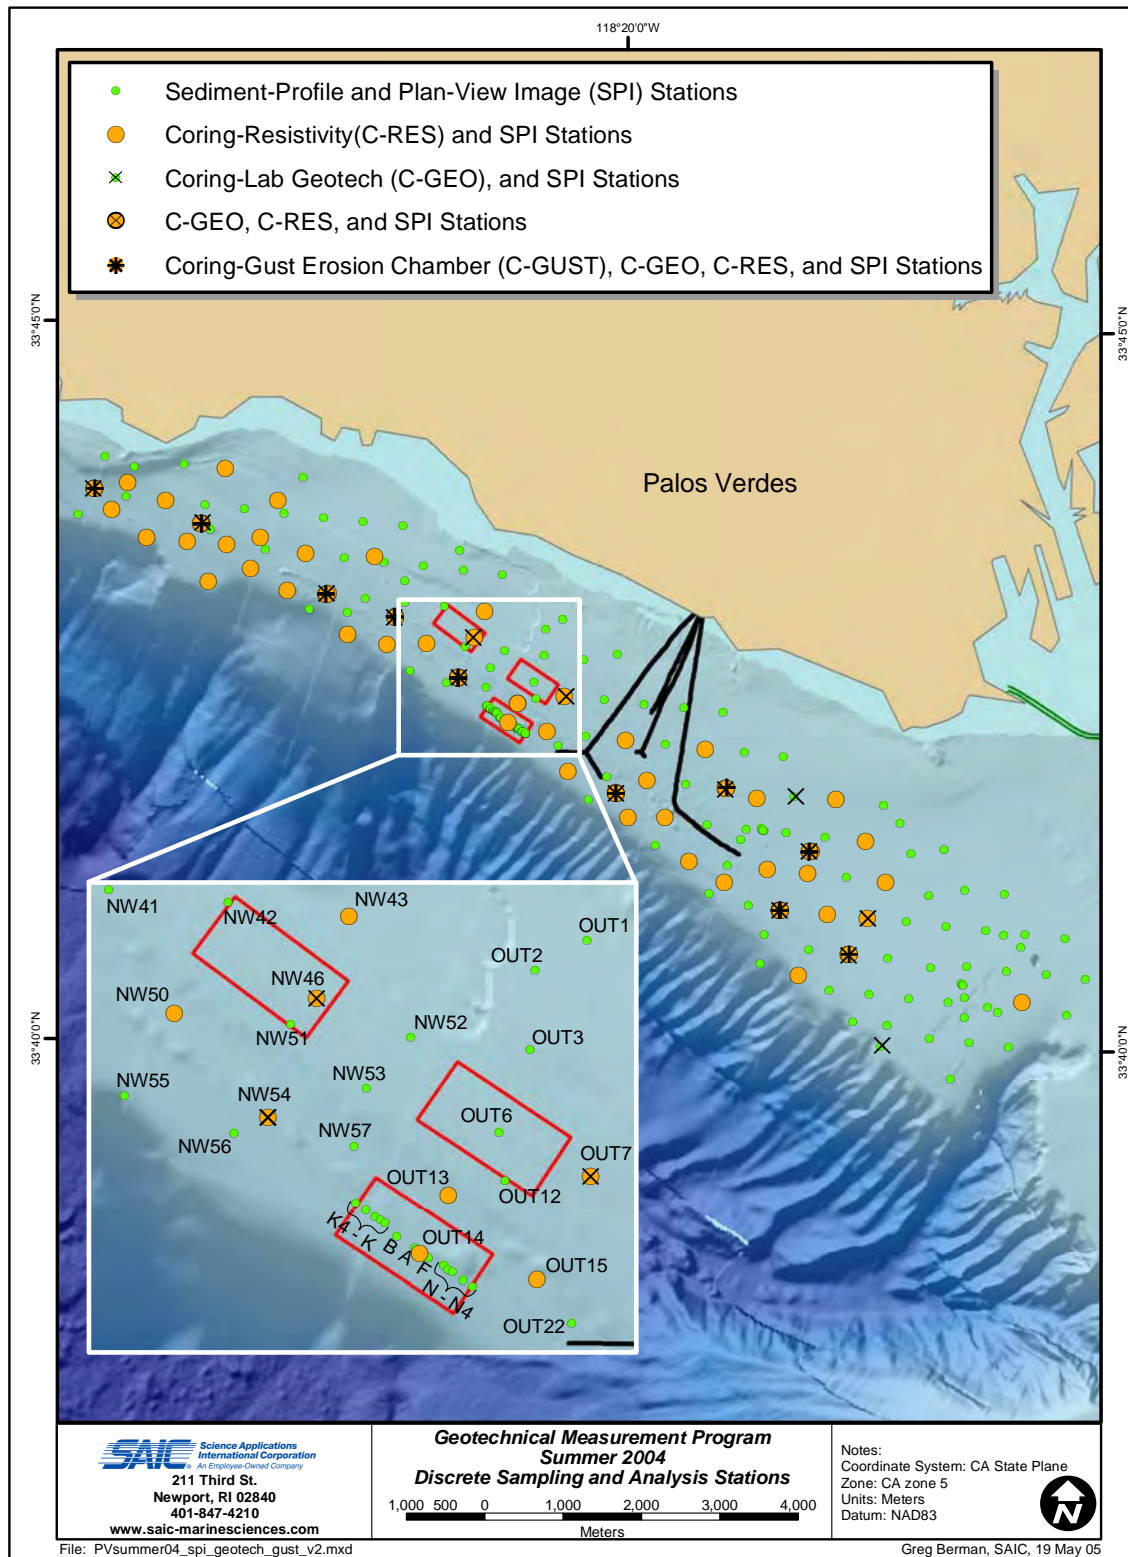 118°20'0"W
Sediment-Profile and Plan-View Image (SPI) Stations
Coring-Resistivity(C-RES) and SPI Stations
Coring-Lab Geotech (C-GEO), and SPI Stations
C-GEO, C-RES, and SPI Stations
Coring-Gust Erosion Chamber (C-GUST), C-GEO, C-RES, and SPI Stations
33°45'0"N
33°45'0"N
Palos Verdes
NW41
NW42
NW43
OUT1
OUT2
NW46
NW50
NW51
NW52
OUT3
NW53
NW55
NW54
OUT6
NW56
NW57
OUT7
OUT13
OUT12
K4-K B A F N-N4
OUT14
OUT15
OUT22
33°40'0"N
33°40'0"N
SAIC Science Applications
International Corporation
An Employee-Owned Company
211 Third St.
Newport, RI 02840
401-847-4210
www.saic-marinesciences.com
Geotechnical Measurement Program
Summer 2004
Discrete Sampling and Analysis Stations
1,000 500 0 1,000 2,000 3,000 4,000
Meters
Notes:
Coordinate System: CA State Plane
Zone: CA zone 5
Units: Meters
Datum: NAD83
N
File: PVsummer04_spi_geotech_gust_v2.mxd
Greg Berman, SAIC, 19 May 05